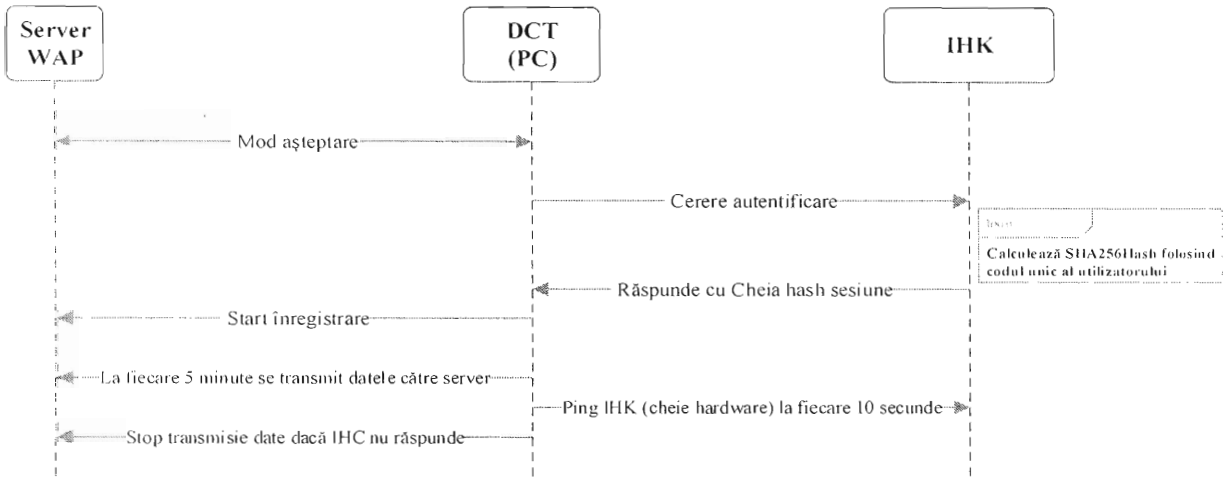 Server
WAP
DCT
(PC)
IHK
Mod așteptare
Cerere autentificare
Calculează SHA256Hash folosind
codul unic al utilizatorului
Răspunde cu Cheia hash sesiune
Start înregistrare
La fiecare 5 minute se transmit datele către server
Ping IHK (cheie hardware) la fiecare 10 secunde
Stop transmisie date dacă IHC nu răspunde